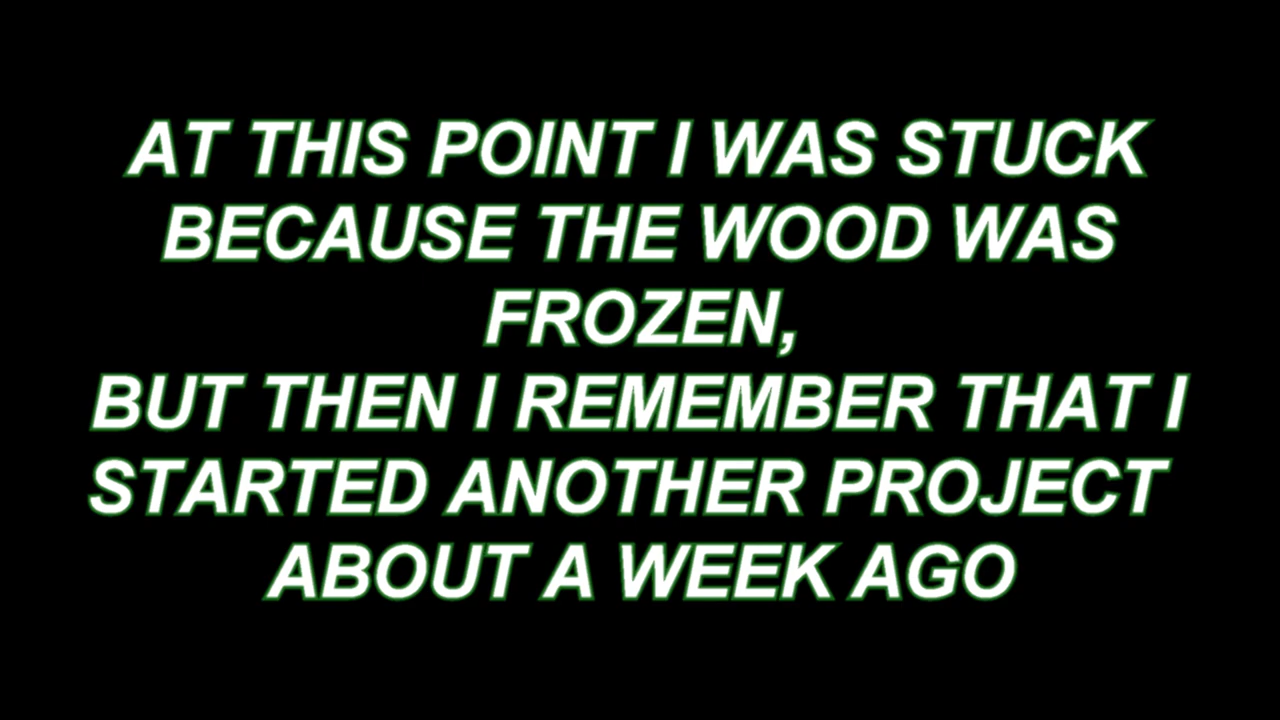 AT THIS POINT I WAS STUCK
BECAUSE THE WOOD WAS
FROZEN,
BUT THEN I REMEMBER THAT I
STARTED ANOTHER PROJECT
ABOUT A WEEK AGO